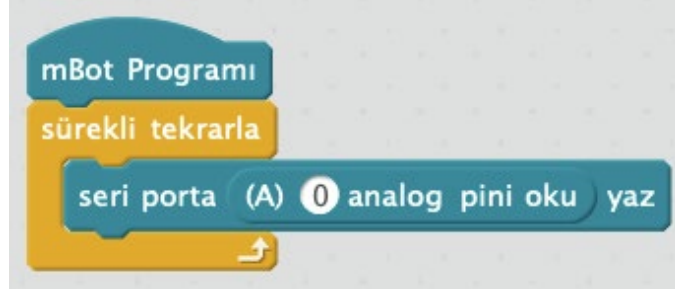 mBot Programı
sürekli tekrarla
seri porta (A) 0 analog pini oku yaz